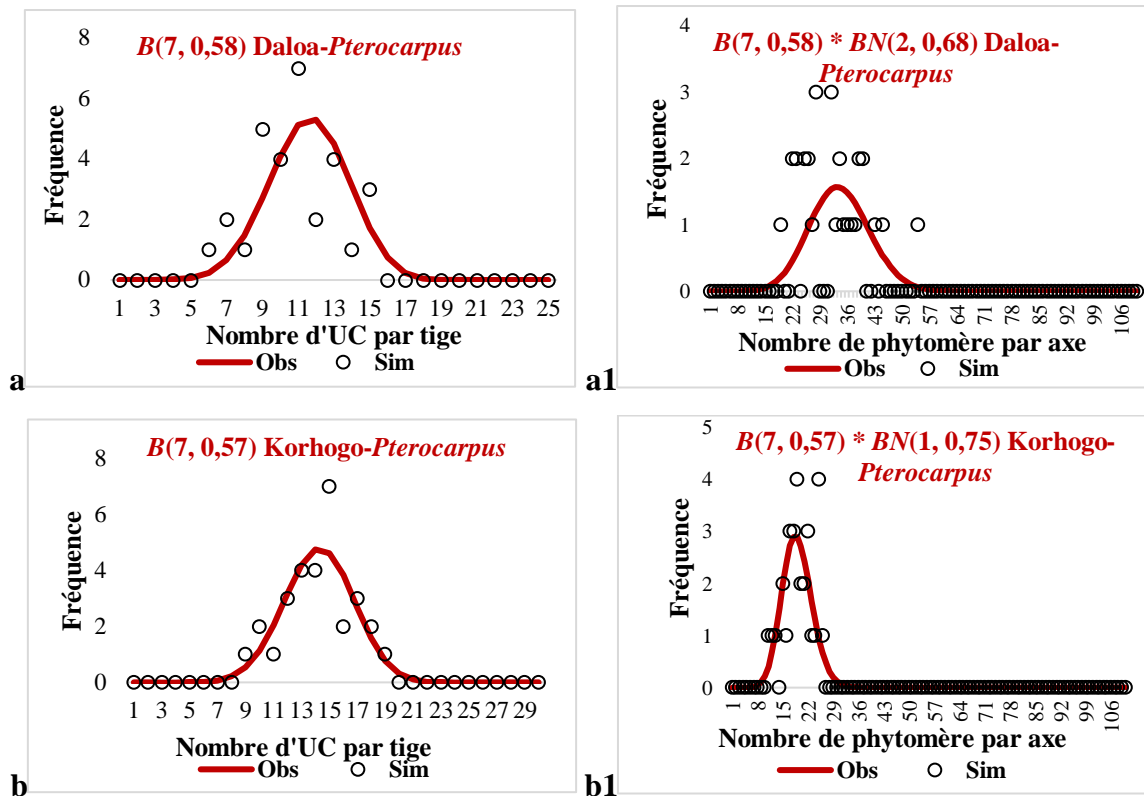 B(7, 0,58) Daloa-Pterocarpus
Fréquence
8
6
4
2
0
1 3 5 7 9 11 13 15 17 19 21 23 25
Nombre d'UC par tige
Obs Sim
a
B(7, 0,58) * BN(2, 0,68) Daloa-
Pterocarpus
Fréquence
4
3
2
1
0
1 8 15 22 29 36 43 50 57 64 71 78 85 92 99 106
Nombre de phytomère par axe
Obs Sim
a1
B(7, 0,57) Korhogo-Pterocarpus
Fréquence
8
6
4
2
0
1 3 5 7 9 11 13 15 17 19 21 23 25 27 29
Nombre d'UC par tige
Obs Sim
b
B(7, 0,57) * BN(1, 0,75) Korhogo-
Pterocarpus
Fréquence
5
4
3
2
1
0
1 8 15 22 29 36 43 50 57 64 71 78 85 92 99 106
Nombre de phytomère par axe
Obs Sim
b1